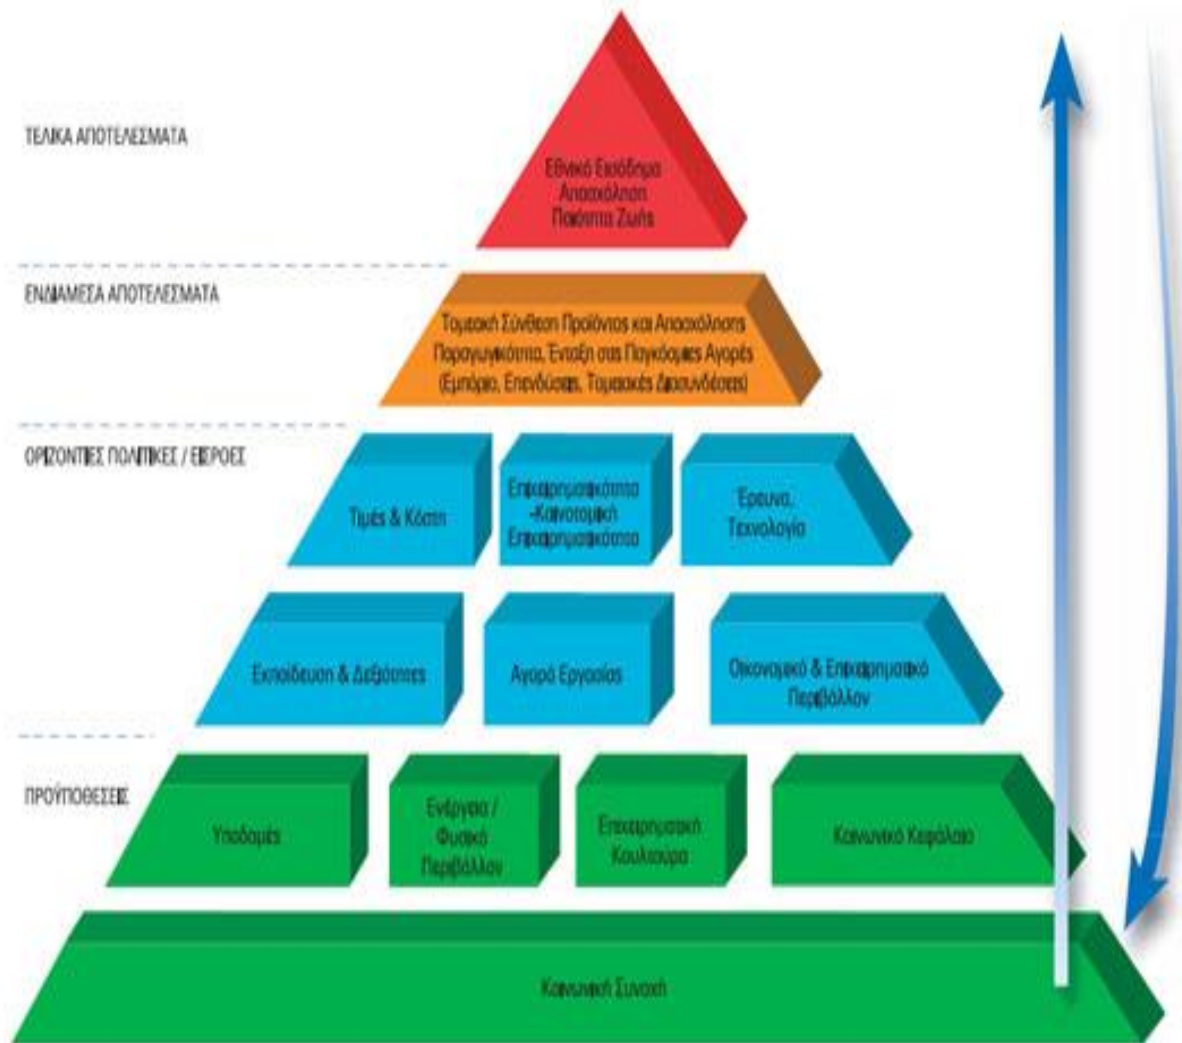 ΤΕΛΙΚΑ ΑΠΟΤΕΛΕΣΜΑΤΑ
Εθνικό Εισόδημα
Απασχόληση
Ποιότητα Ζωής
ΕΝΔΙΑΜΕΣΑ ΑΠΟΤΕΛΕΣΜΑΤΑ
Τομεακή Σύνθεση Προϊόντος και Απασχόλησης
Παραγωγικότητα, Ένταξη στις Παγκόσμιες Αγορές
(Εμπόριο, Επενδύσεις, Τομεακές Διασυνδέσεις)
ΟΡΙΖΟΝΤΙΕΣ ΠΟΛΙΤΙΚΕΣ / ΕΙΣΡΟΕΣ
Τιμές & Κόστη
Επιχειρηματικότητα
-Καινοτομική
Επιχειρηματικότητα
Έρευνα,
Τεχνολογία
Εκπαίδευση & Δεξιότητες
Αγορά Εργασίας
Οικονομικό & Επιχειρηματικό
Περιβάλλον
ΠΡΟΫΠΟΘΕΣΕΙΣ
Υποδομές
Ενέργεια /
Φυσικό
Περιβάλλον
Επιχειρηματική
Κουλτούρα
Κοινωνικό Κεφάλαιο
Κοινωνική Συνοχή